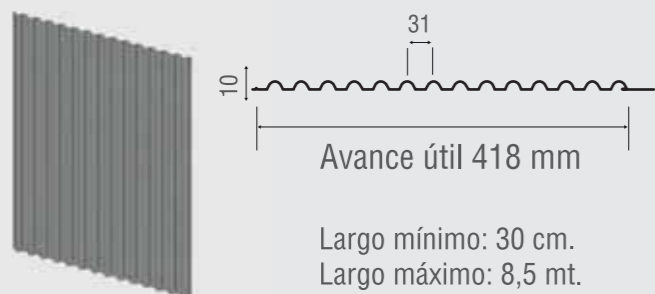 31
10
Avance útil 418 mm
Largo mínimo: 30 cm.
Largo máximo: 8,5 mt.